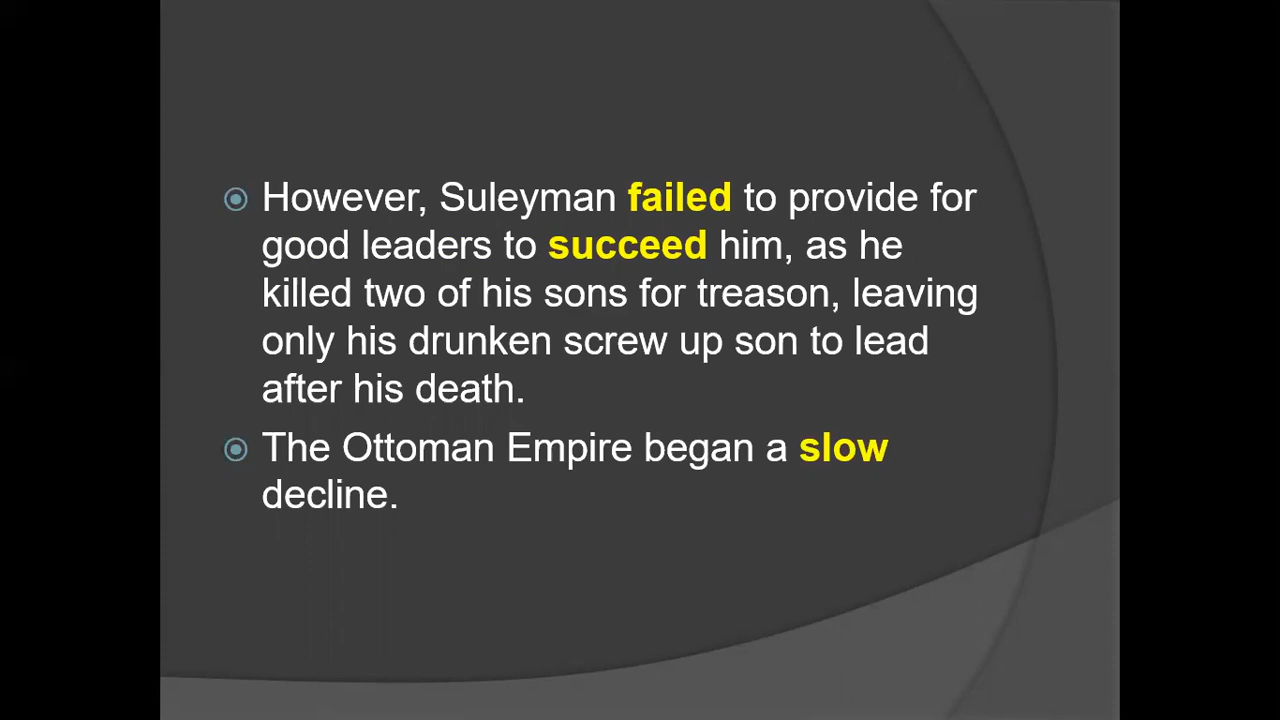 However, Suleyman failed to provide for
good leaders to succeed him, as he
killed two of his sons for treason, leaving
only his drunken screw up son to lead
after his death.
The Ottoman Empire began a slow
decline.